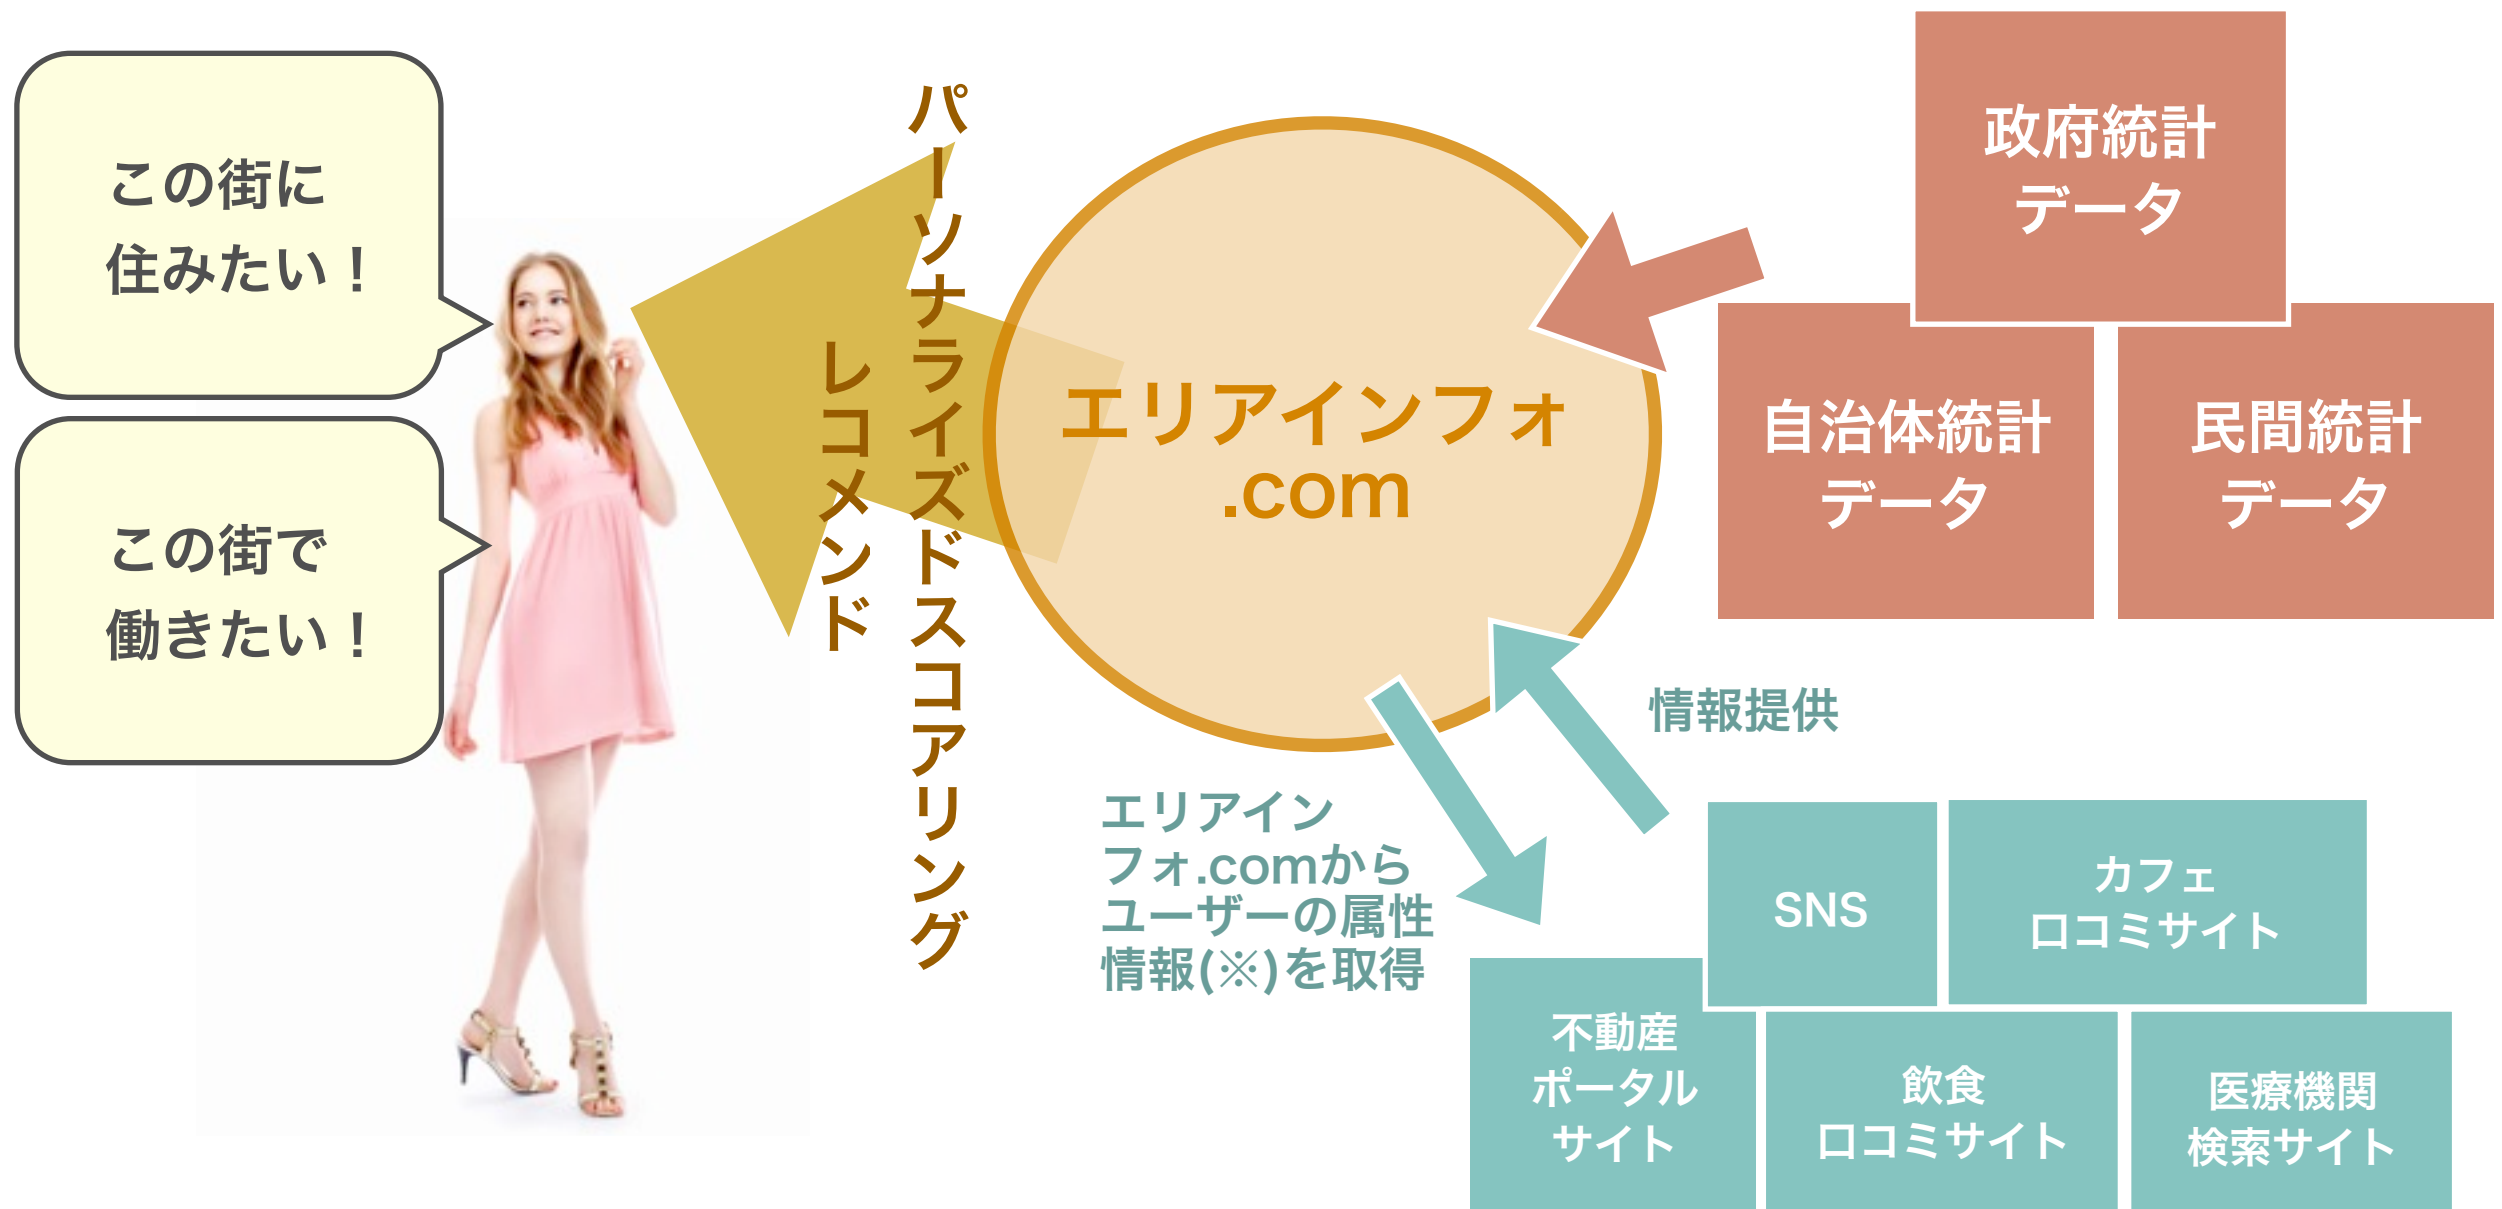 この街に
住みたい！
この街で
働きたい！
パーソナライズドスコアリング
レコメンド
エリアインフォ
.com
政府統計
データ
自治体統計
データ
民間統計
データ
情報提供
エリアイン
フォ.comから
ユーザーの属性
情報(※)を取得
SNS
カフェ
口コミサイト
不動産
ポータル
サイト
飲食
口コミサイト
医療機関
検索サイト